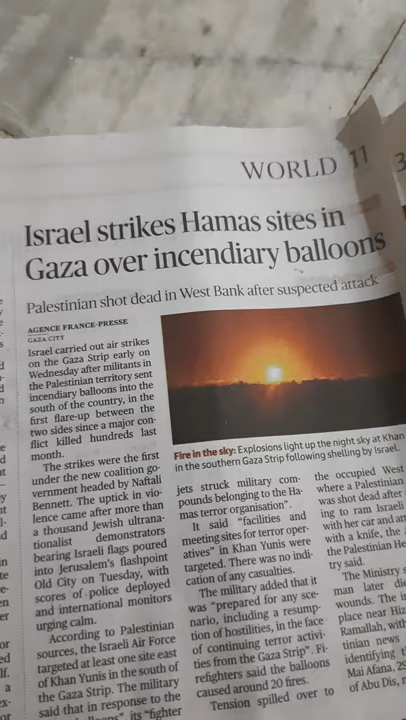 WORLD 11
3
Israel strikes Hamas sites in
Gaza over incendiary balloons
Palestinian shot dead in West Bank after suspected attack
AGENCE FRANCE-PRESSE
GAZA CITY
Israel carried out air strikes
on the Gaza Strip early on
Wednesday after militants in
the Palestinian territory sent
incendiary balloons into the
south of the country, in the
first flare-up between the
two sides since a major con-
flict killed hundreds last
month.
The strikes were the first
under the new coalition go-
vernment headed by Naftali
Bennett. The uptick in vio-
lence came after more than
a thousand Jewish ultrana-
tionalist demonstrators
bearing Israeli flags poured
into Jerusalem's flashpoint
Old City on Tuesday, with
scores of police deployed
and international monitors
urging calm.
According to Palestinian
sources, the Israeli Air Force
targeted at least one site east
of Khan Yunis in the south of
the Gaza Strip. The military
said that in response to the
balloons", its "fighter
Fire in the sky: Explosions light up the night sky at Khan
in the southern Gaza Strip following shelling by Israel.
jets struck military com-
pounds belonging to the Ha-
mas terror organisation".
It said "facilities and
meeting sites for terror oper-
atives" in Khan Yunis were
targeted. There was no indi-
cation of any casualties.
The military added that it
was "prepared for any sce-
nario, including a resump-
tion of hostilities, in the face
of continuing terror activi-
ties from the Gaza Strip". Fi-
refighters said the balloons
caused around 20 fires.
Tension spilled over to
the occupied West
where a Palestinian
was shot dead after
ing to ram Israeli
with her car and
with a knife, the
the Palestinian He
try said.
The Ministry
man later die
wounds. The in
place near Hiz
Ramallah, with
tinian news
identifying
Mai Afana, 29
of Abu Dis,